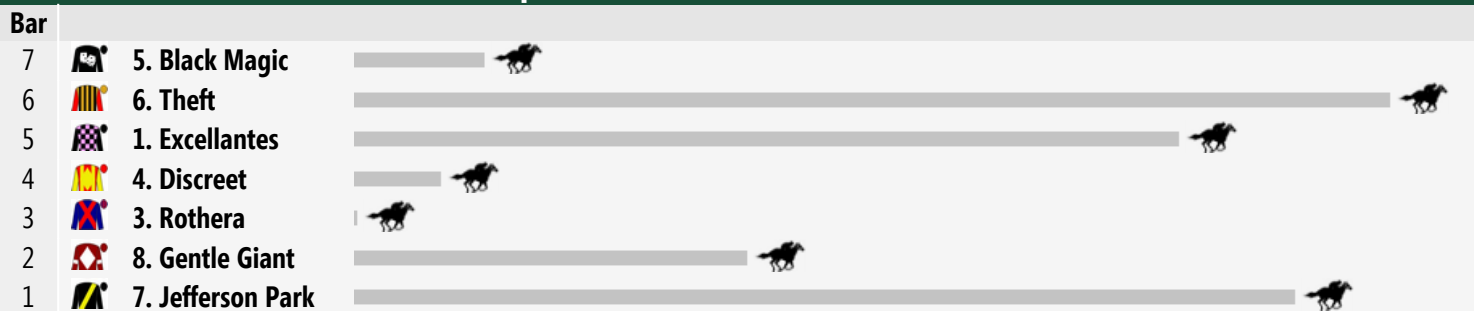 Bar
7 5. Black Magic
6 6. Theft
5 1. Excellantes
4 4. Discreet
3 3. Rothera
2 8. Gentle Giant
1 7. Jefferson Park